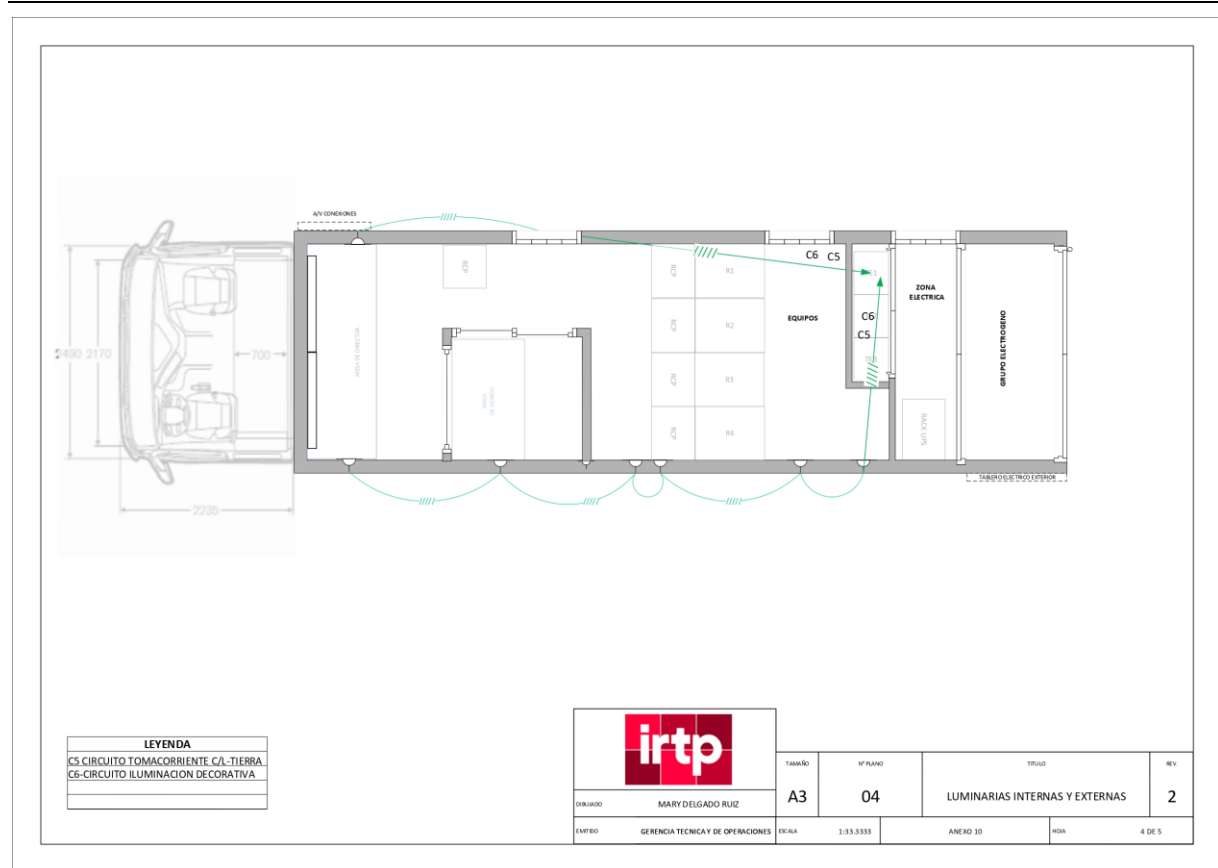 A/V CONEXIONES
2490
2170
700
2235
MESA DE DIRECTOR
RCP
MESA
DE SONIDO
RCP
R1
RCP
R2
RCP
R3
RCP
R4
EQUIPOS
C6 C5
C6
C5
ZONA
ELECTRICA
RACK UPS
GRUPO ELECTROGENO
TABLERO ELECTRICO EXTERIOR
LEYENDA
C5 CIRCUITO TOMACORRIENTE C/L-TIERRA
C6-CIRCUITO ILUMINACION DECORATIVA
irtp
DIBUJADO MARY DELGADO RUIZ
EMITIDO GERENCIA TECNICA Y DE OPERACIONES
TAMAÑO Nº PLANO TITULO REV.
A3 04 LUMINARIAS INTERNAS Y EXTERNAS 2
ESCALA 1:33.3333 ANEXO 10 HOJA 4 DE 5